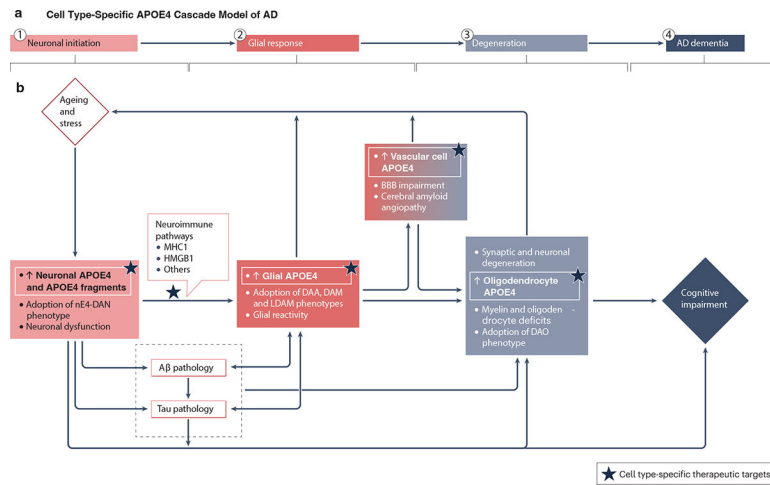 a Cell Type-Specific APOE4 Cascade Model of AD
1 Neuronal initiation
2 Glial response
3 Degeneration
4 AD dementia
b
Ageing
and
stress
• ↑ Vascular cell
APOE4
• BBB impairment
• Cerebral amyloid
angiopathy
Neuroimmune
pathways
• MHC1
• HMGB1
• Others
• ↑ Neuronal APOE4
and APOE4 fragments
• Adoption of nE4-DAN
phenotype
• Neuronal dysfunction
• ↑ Glial APOE4
• Adoption of DAA, DAM
and LDAM phenotypes
• Glial reactivity
• Synaptic and neuronal
degeneration
• ↑ Oligodendrocyte
APOE4
• Myelin and oligoden -
drocyte deficits
• Adoption of DAO
phenotype
Cognitive
impairment
Aβ pathology
Tau pathology
★ Cell type-specific therapeutic targets